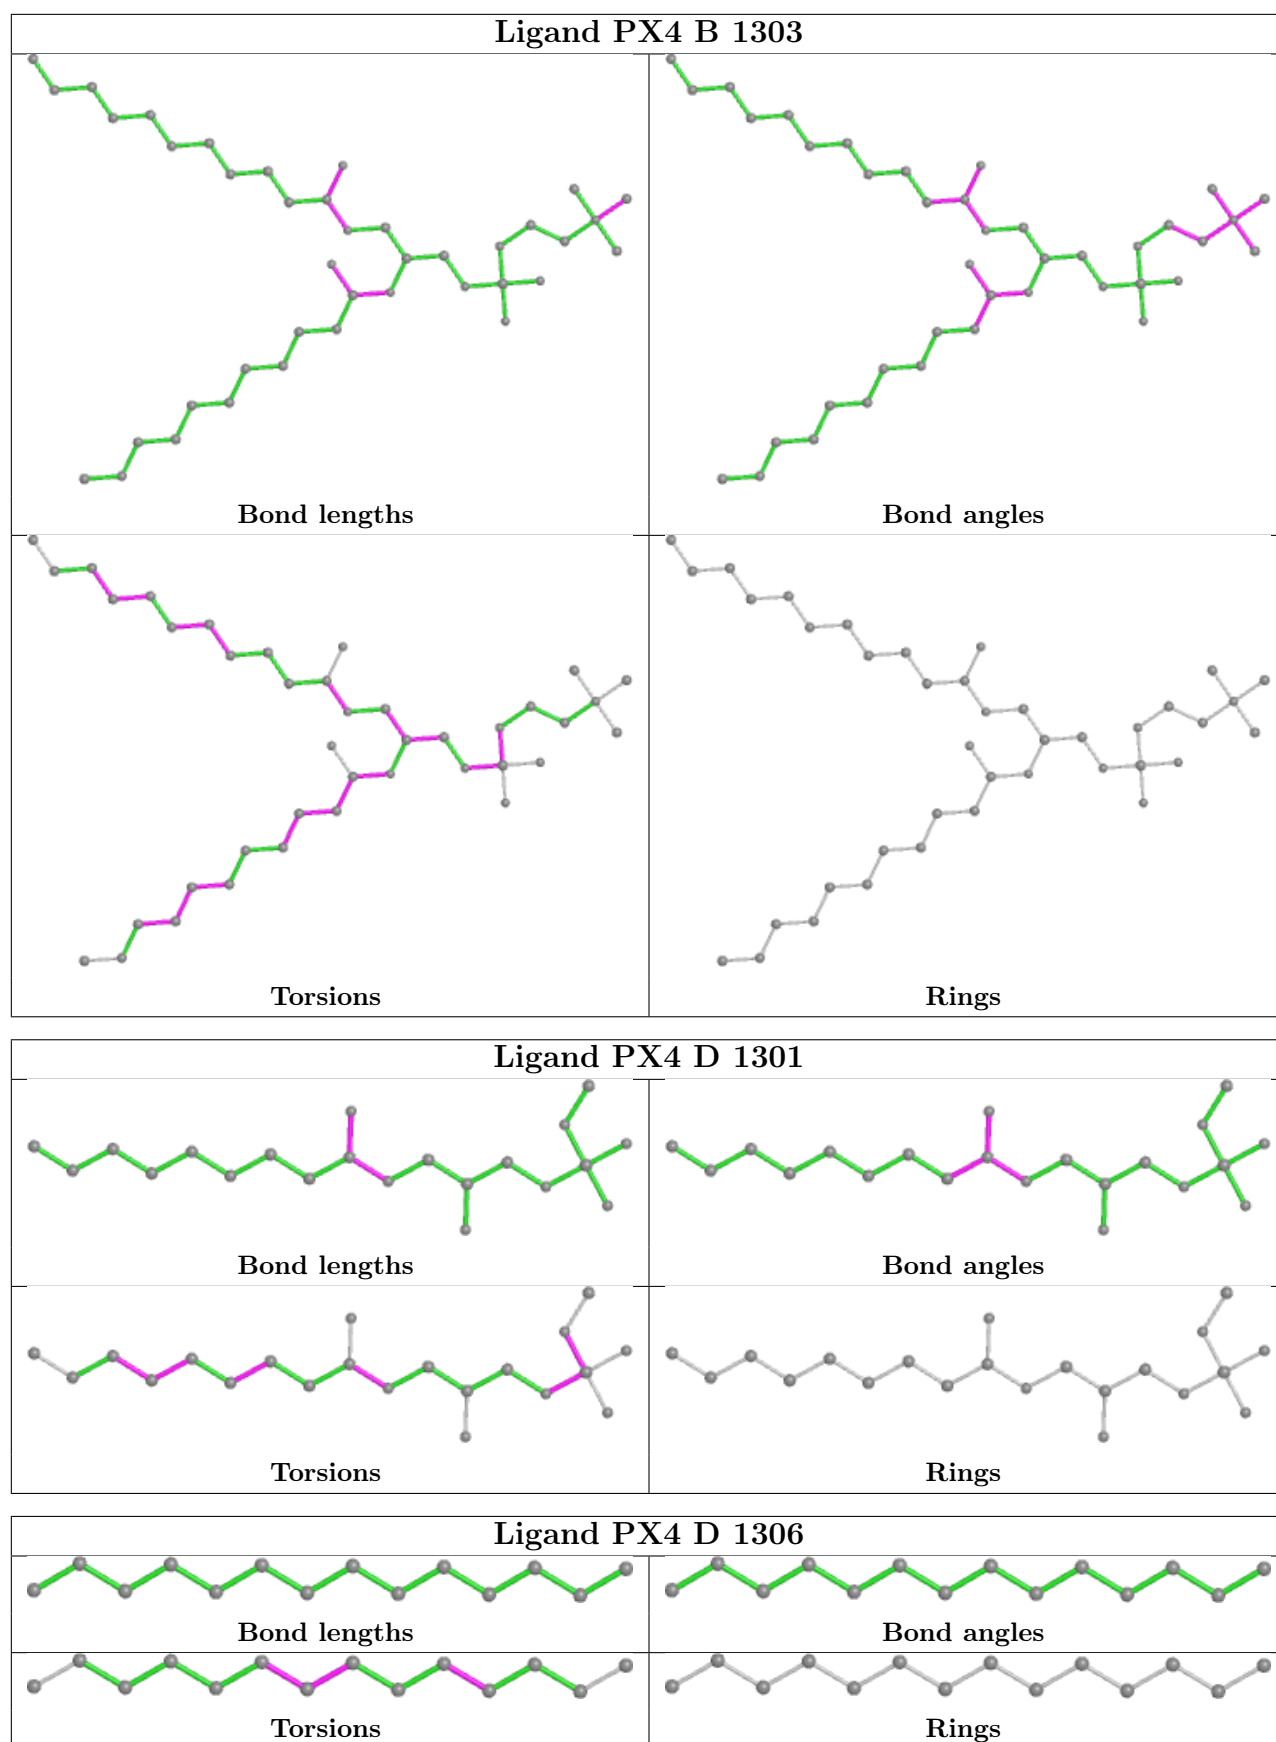 Ligand PX4 B 1303
Bond lengths
Bond angles
Torsions
Rings
Ligand PX4 D 1301
Bond lengths
Bond angles
Torsions
Rings
Ligand PX4 D 1306
Bond lengths
Bond angles
Torsions
Rings